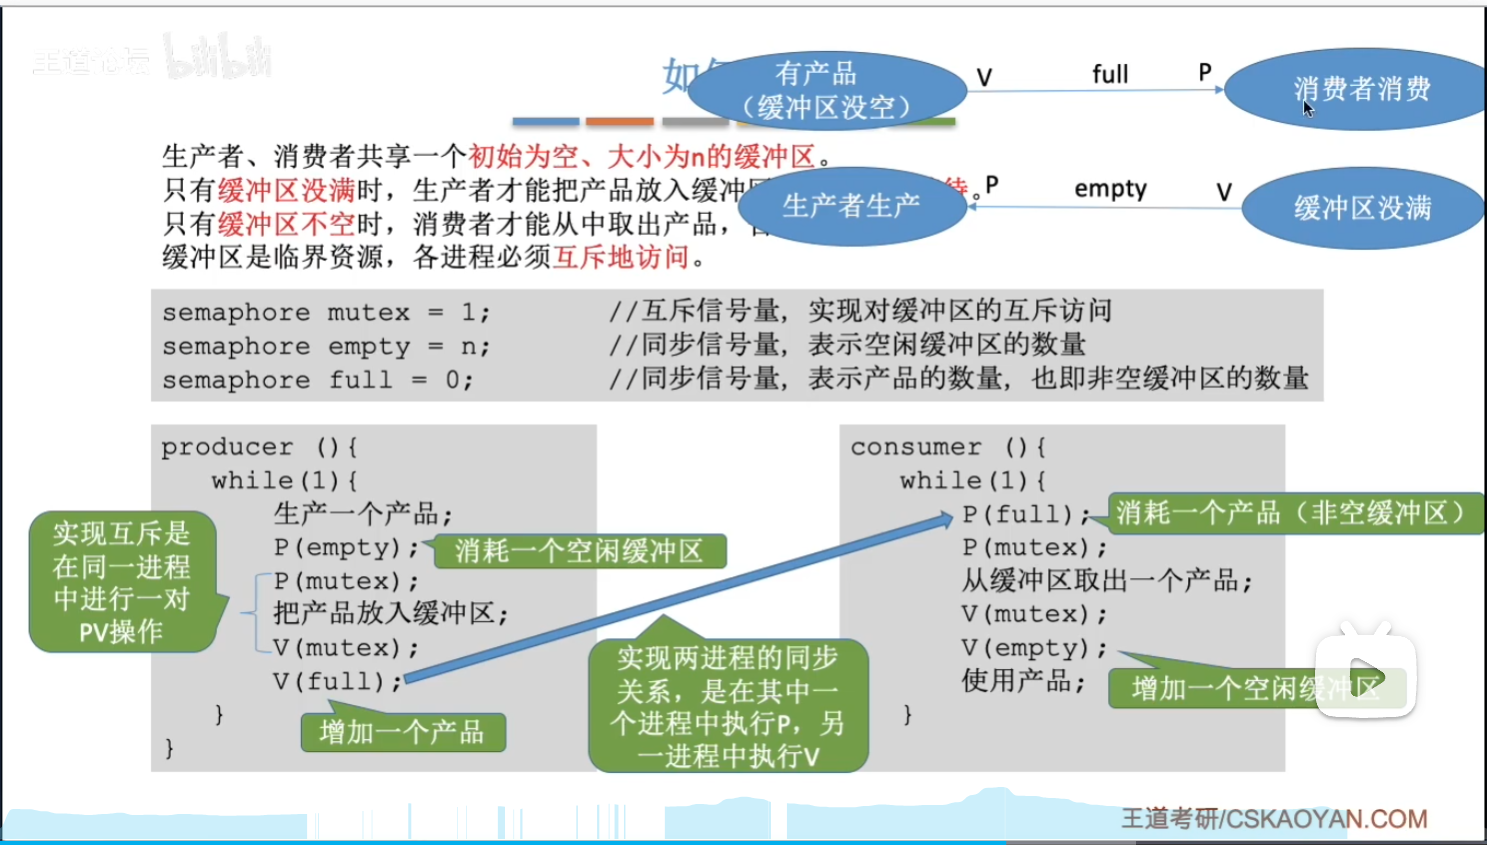 王道论坛 bilibili
如
有产品
（缓冲区没空）
V full P
消费者消费
生产者、消费者共享一个初始为空、大小为n的缓冲区。
只有缓冲区没满时，生产者才能把产品放入缓冲区
待。
生产者生产
P empty V
缓冲区没满
只有缓冲区不空时，消费者才能从中取出产品，
缓冲区是临界资源，各进程必须互斥地访问。
semaphore mutex = 1; //互斥信号量，实现对缓冲区的互斥访问
semaphore empty = n; //同步信号量，表示空闲缓冲区的数量
semaphore full = 0; //同步信号量，表示产品的数量，也即非空缓冲区的数量
producer (){
while(1){
生产一个产品;
P(empty);
消耗一个空闲缓冲区
P(mutex);
把产品放入缓冲区;
V(mutex);
V(full);
增加一个产品
}
}
实现互斥是
在同一进程
中进行一对
PV操作
实现两进程的同步
关系，是在其中一
个进程中执行P，另
一进程中执行V
consumer (){
while(1){
P(full);
消耗一个产品（非空缓冲区）
P(mutex);
从缓冲区取出一个产品;
V(mutex);
V(empty);
增加一个空闲缓冲区
使用产品;
}
王道考研/CSKAOYAN.COM